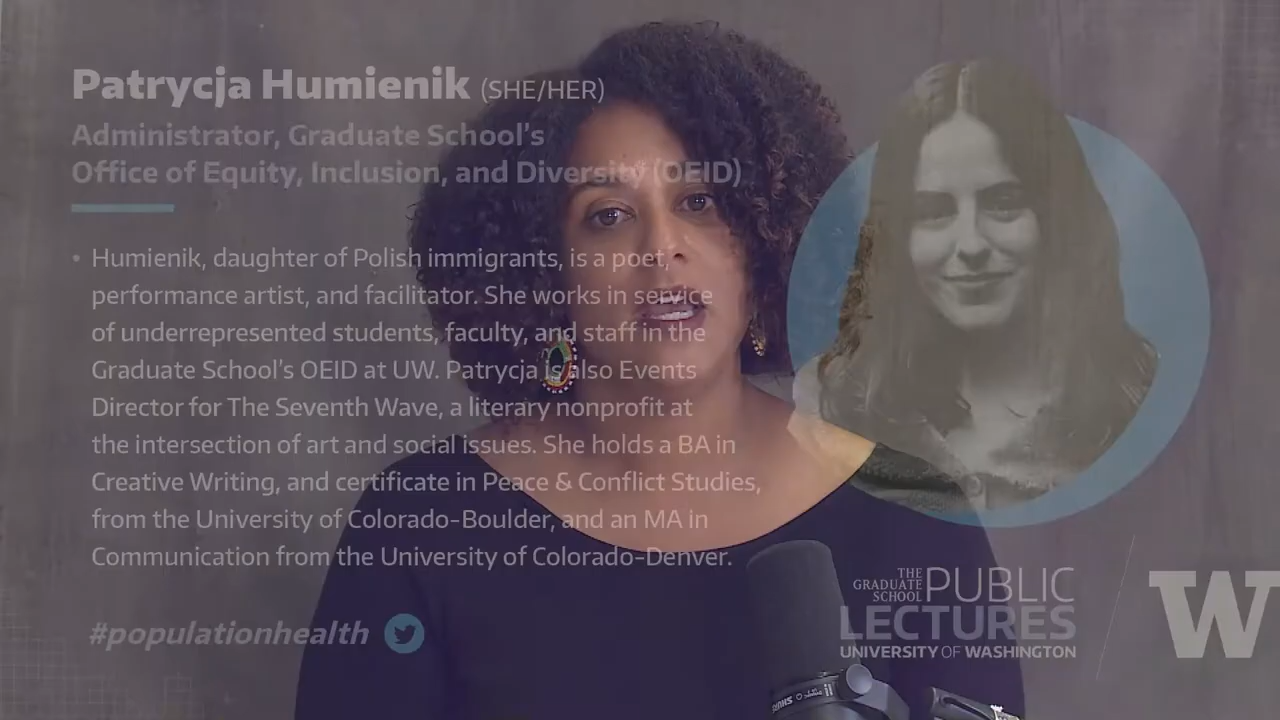 Patrycja Humienik (SHE/HER)
Administrator, Graduate School's
Office of Equity, Inclusion, and Diversity (OEID)
• Humienik, daughter of Polish immigrants, is a poet,
performance artist, and facilitator. She works in service
of underrepresented students, faculty, and staff in the
Graduate School's OEID at UW. Patrycja is also Events
Director for The Seventh Wave, a literary nonprofit at
the intersection of art and social issues. She holds a BA in
Creative Writing, and certificate in Peace & Conflict Studies,
from the University of Colorado-Boulder, and an MA in
Communication from the University of Colorado-Denver.
#populationhealth
THE
GRADUATE
SCHOOL
PUBLIC
LECTURES
UNIVERSITY OF WASHINGTON
W